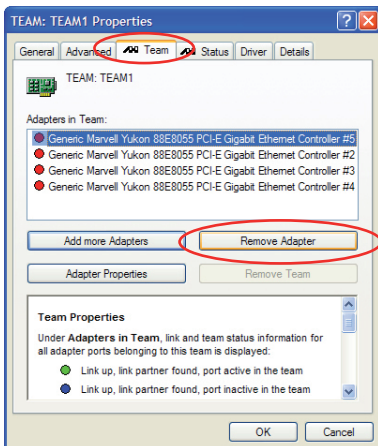 TEAM: TEAM1 Properties
General Advanced Team Status Driver Details
TEAM: TEAM1
Adapters in Team:
Generic Marvell Yukon 88E8055 PCI-E Gigabit Ethernet Controller #5
Generic Marvell Yukon 88E8055 PCI-E Gigabit Ethernet Controller #2
Generic Marvell Yukon 88E8055 PCI-E Gigabit Ethernet Controller #3
Generic Marvell Yukon 88E8055 PCI-E Gigabit Ethernet Controller #4
Add more Adapters Remove Adapter
Adapter Properties Remove Team
Team Properties
Under Adapters in Team, link and team status information for
all adapter ports belonging to this team is displayed:
Link up, link partner found, port active in the team
Link up, link partner found, port inactive in the team
OK Cancel